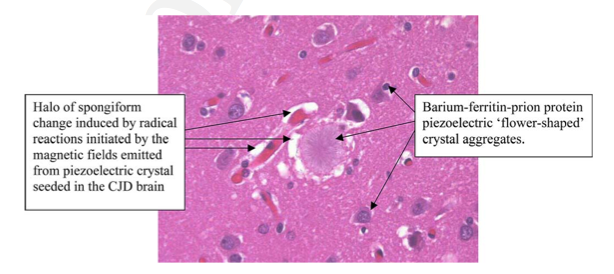 Halo of spongiform
change induced by radical
reactions initiated by the
magnetic fields emitted
from piezoelectric crystal
seeded in the CJD brain
Barium-ferritin-prion protein
piezoelectric ‘flower-shaped’
crystal aggregates.